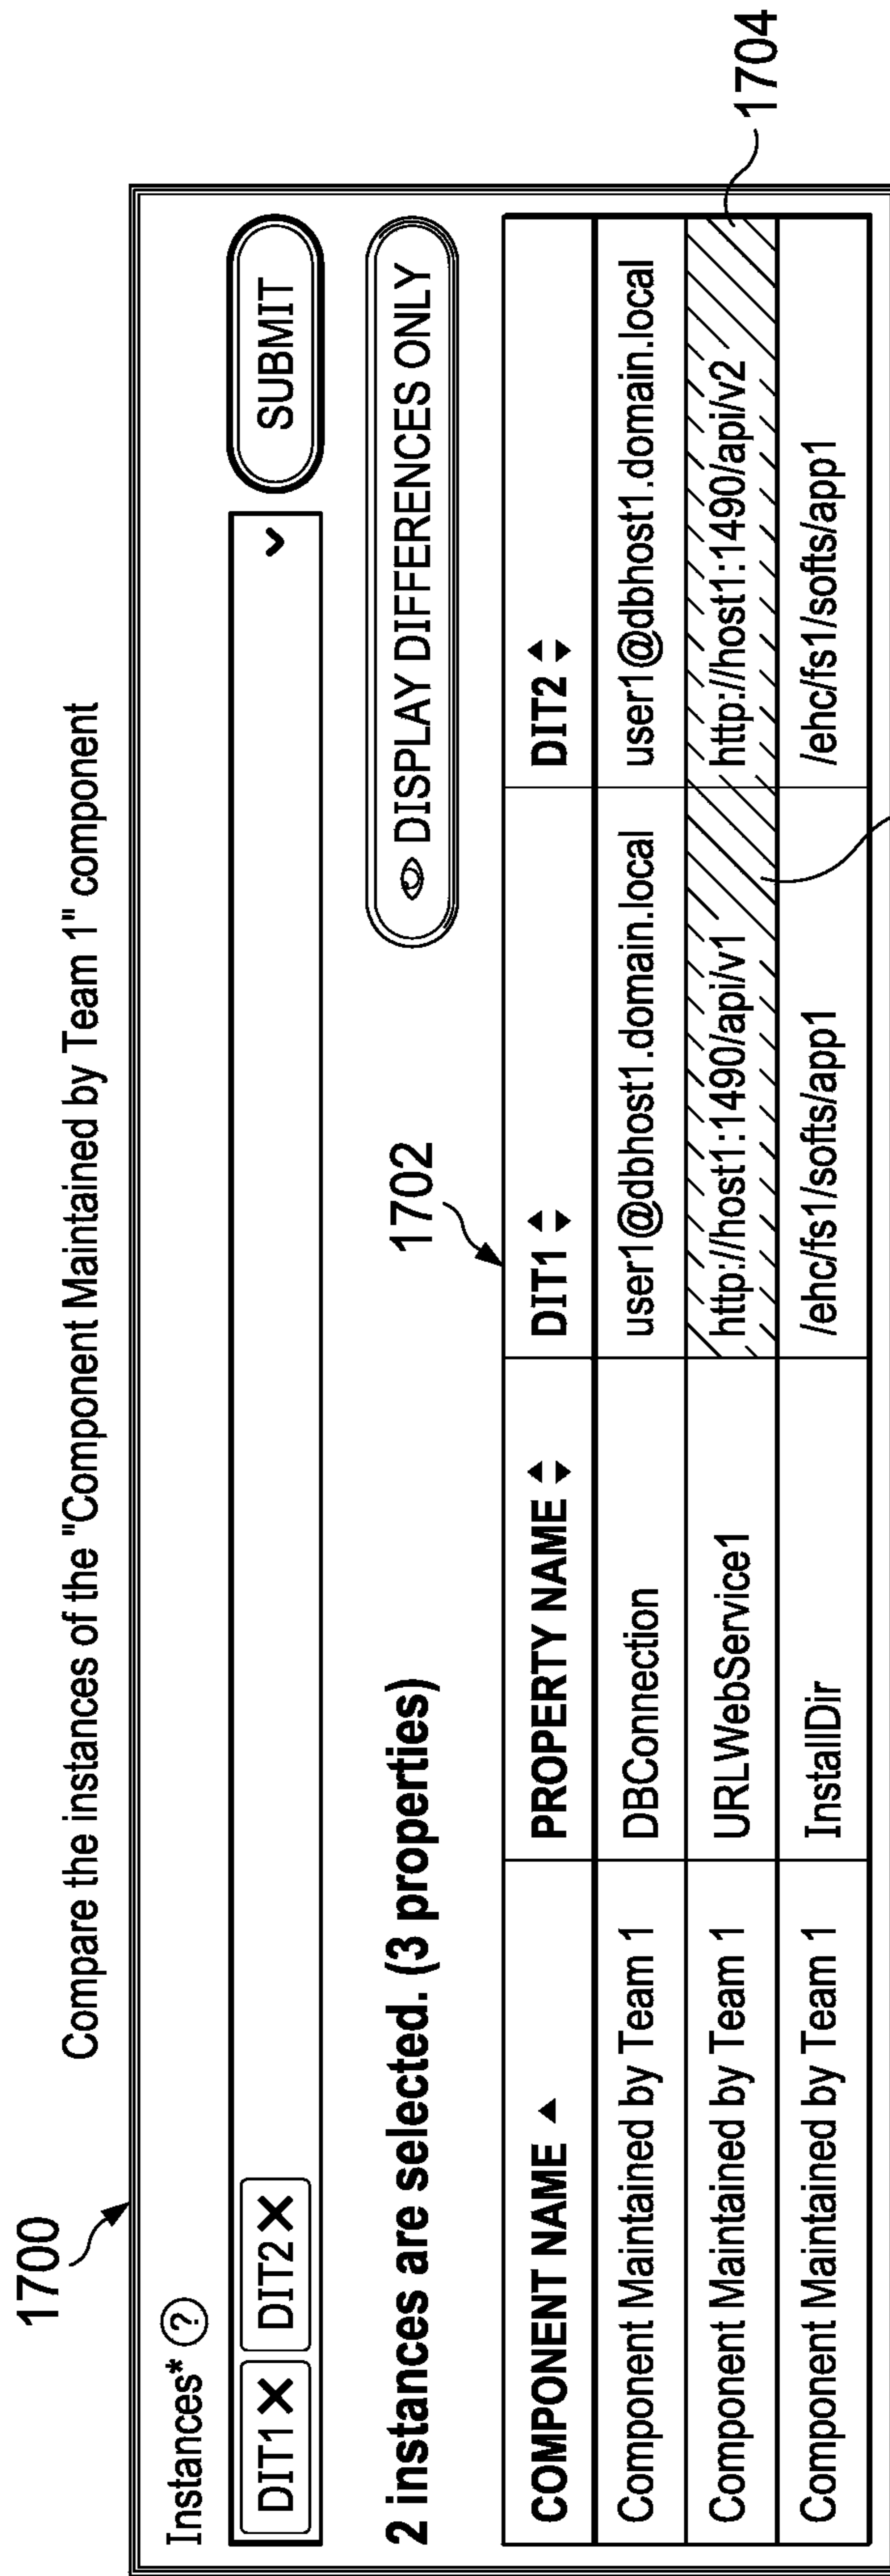 1700
Compare the instances of the "Component Maintained by Team 1" component
Instances* ?
DIT1 X DIT2 X
SUBMIT
2 instances are selected. (3 properties)
DISPLAY DIFFERENCES ONLY
1702
COMPONENT NAME PROPERTY NAME DIT1 DIT2
Component Maintained by Team 1 DBConnection user1@dbhost1.domain.local user1@dbhost1.domain.local
Component Maintained by Team 1 URLWebService1 http://host1:1490/api/v1 http://host1:1490/api/v2
1704
Component Maintained by Team 1 InstallDir /ehc/fs1/softs/app1 /ehc/fs1/softs/app1